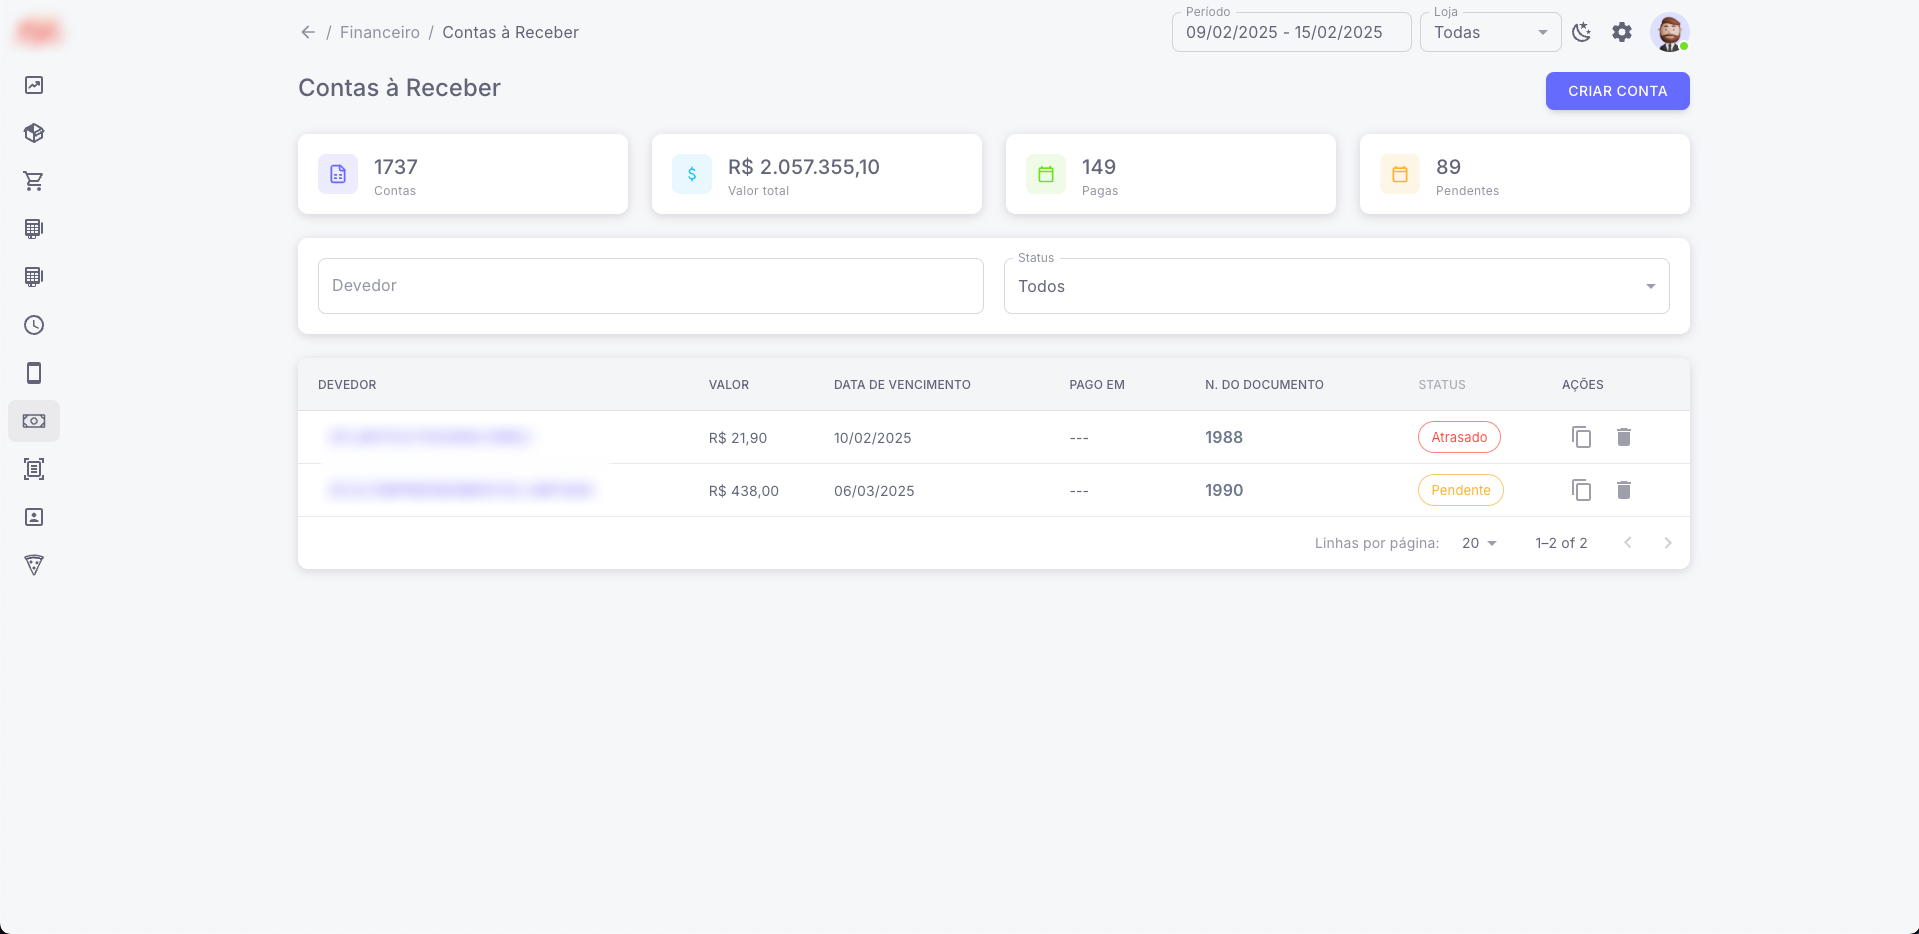 / Financeiro / Contas à Receber
Período
09/02/2025 - 15/02/2025
Loja
Todas
Contas à Receber
CRIAR CONTA
1737
Contas
R$ 2.057.355,10
Valor total
149
Pagas
89
Pendentes
Devedor
Status
Todos
DEVEDOR VALOR DATA DE VENCIMENTO PAGO EM N. DO DOCUMENTO STATUS AÇÕES
R$ 21,90 10/02/2025 --- 1988 Atrasado
R$ 438,00 06/03/2025 --- 1990 Pendente
Linhas por página: 20 1–2 of 2